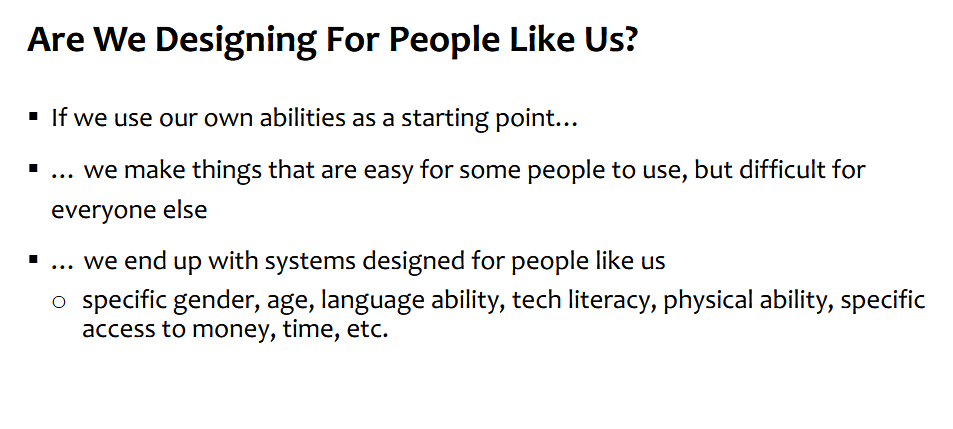 Are We Designing For People Like Us?
▪ If we use our own abilities as a starting point…
▪ … we make things that are easy for some people to use, but difficult for
everyone else
▪ … we end up with systems designed for people like us
○ specific gender, age, language ability, tech literacy, physical ability, specific
access to money, time, etc.